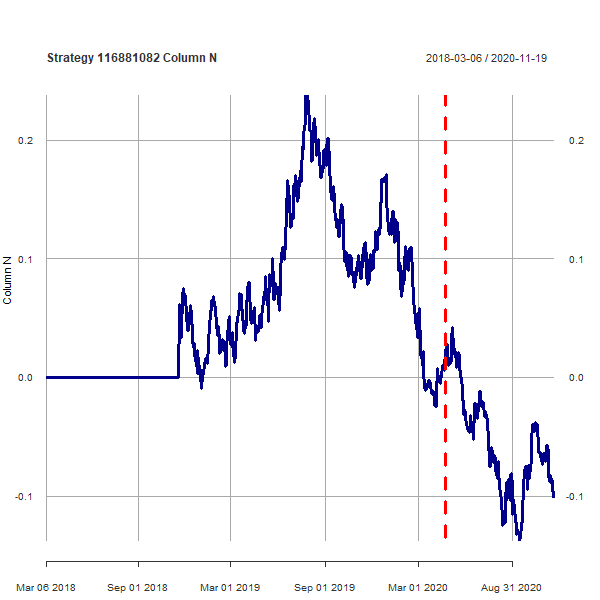 Strategy 116881082 Column N
2018-03-06 / 2020-11-19
0.2
0.2
0.1
0.1
Column N
0.0
0.0
-0.1
-0.1
Mar 06 2018
Sep 01 2018
Mar 01 2019
Sep 01 2019
Mar 01 2020
Aug 31 2020